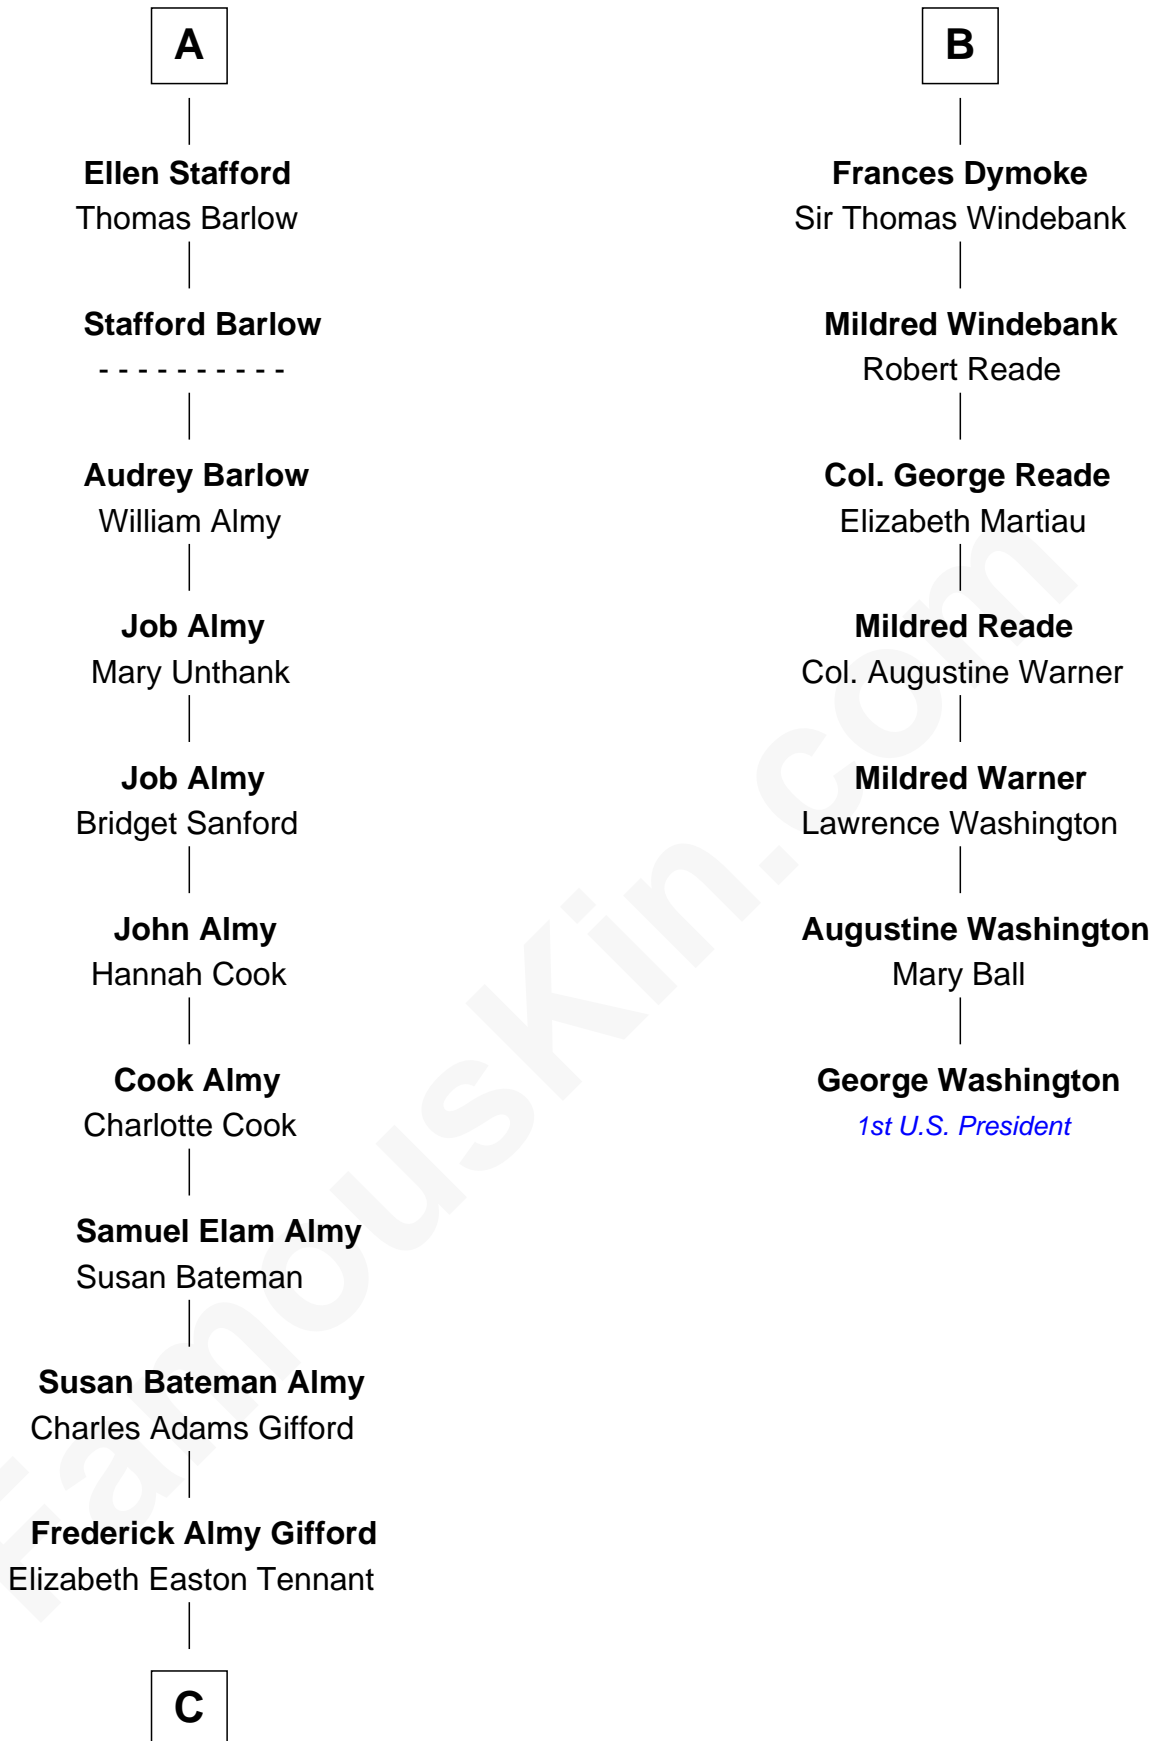 A
Ellen Stafford
Thomas Barlow
Stafford Barlow
- - - - - - - - - -
Audrey Barlow
William Almy
Job Almy
Mary Unthank
Job Almy
Bridget Sanford
John Almy
Hannah Cook
Cook Almy
Charlotte Cook
Samuel Elam Almy
Susan Bateman
Susan Bateman Almy
Charles Adams Gifford
Frederick Almy Gifford
Elizabeth Easton Tennant
C
B
Frances Dymoke
Sir Thomas Windebank
Mildred Windebank
Robert Reade
Col. George Reade
Elizabeth Martiau
Mildred Reade
Col. Augustine Warner
Mildred Warner
Lawrence Washington
Augustine Washington
Mary Ball
George Washington
1st U.S. President
FamousKin.com